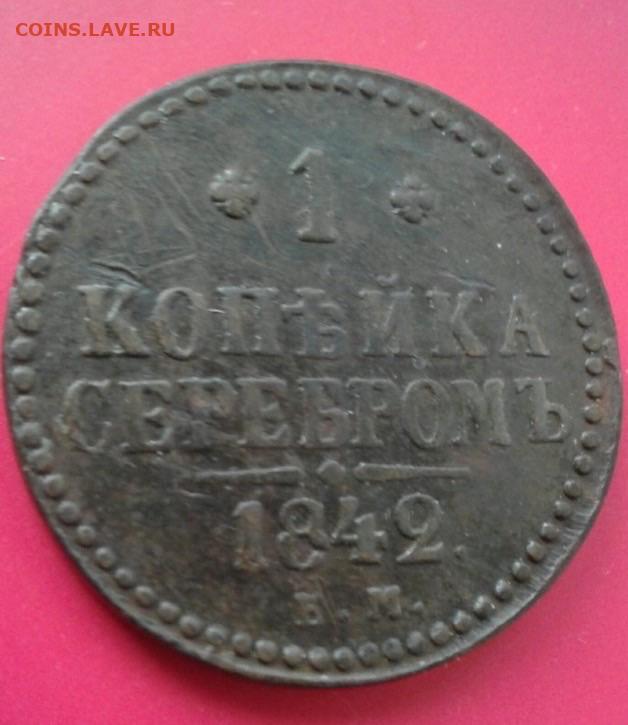 COINS.LAVE.RU
1
КОПѢЙКА
СЕРЕБРОМЪ
1842.
Е.М.